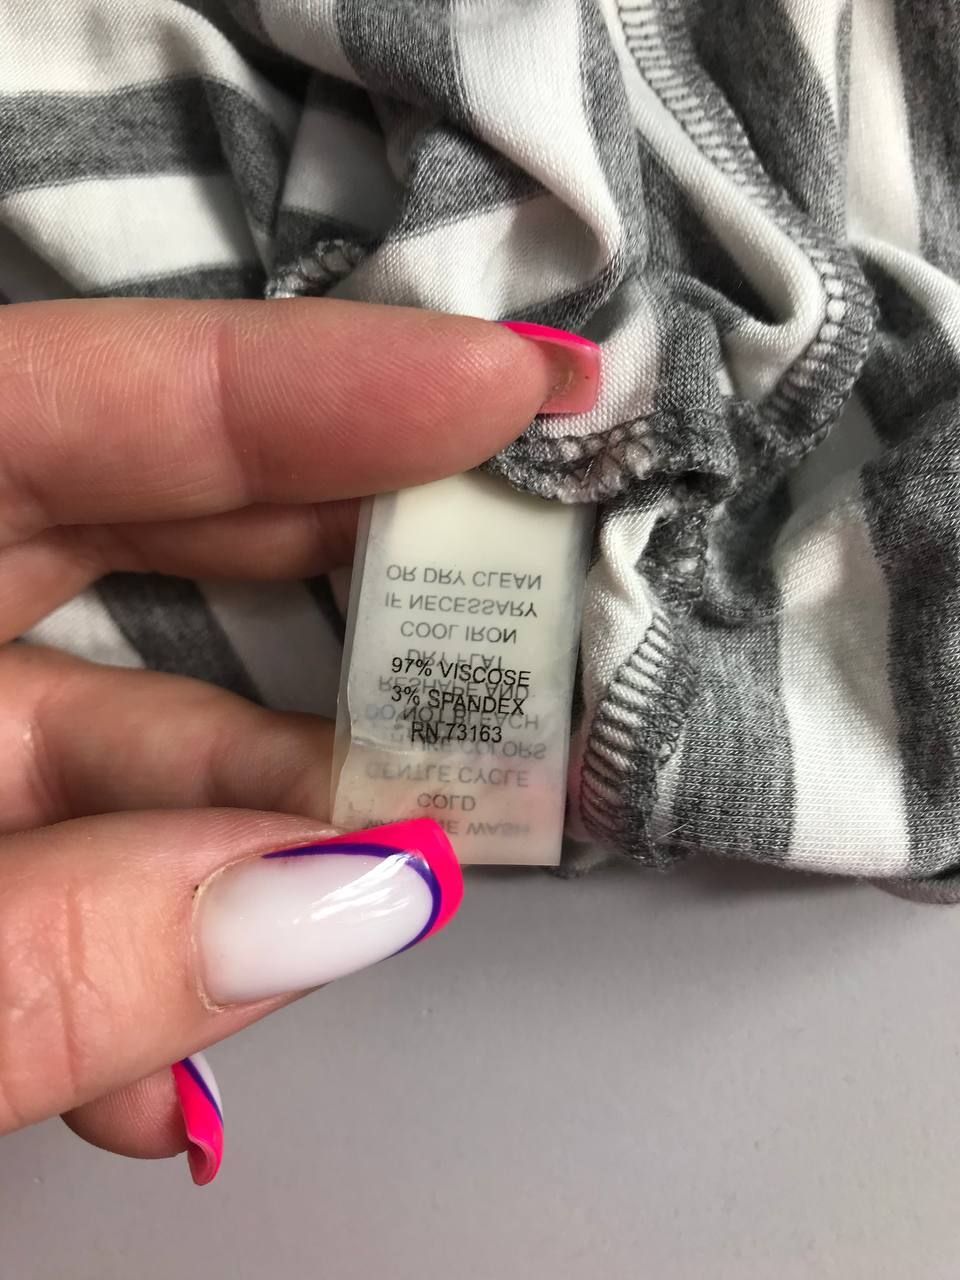 97% VISCOSE
3% SPANDEX
RN 73163
WASH
COLD
GENTLE CYCLE
LIKE COLORS
DO NOT BLEACH
RESHAPE AND
DRY FLAT
COOL IRON
IF NECESSARY
OR DRY CLEAN